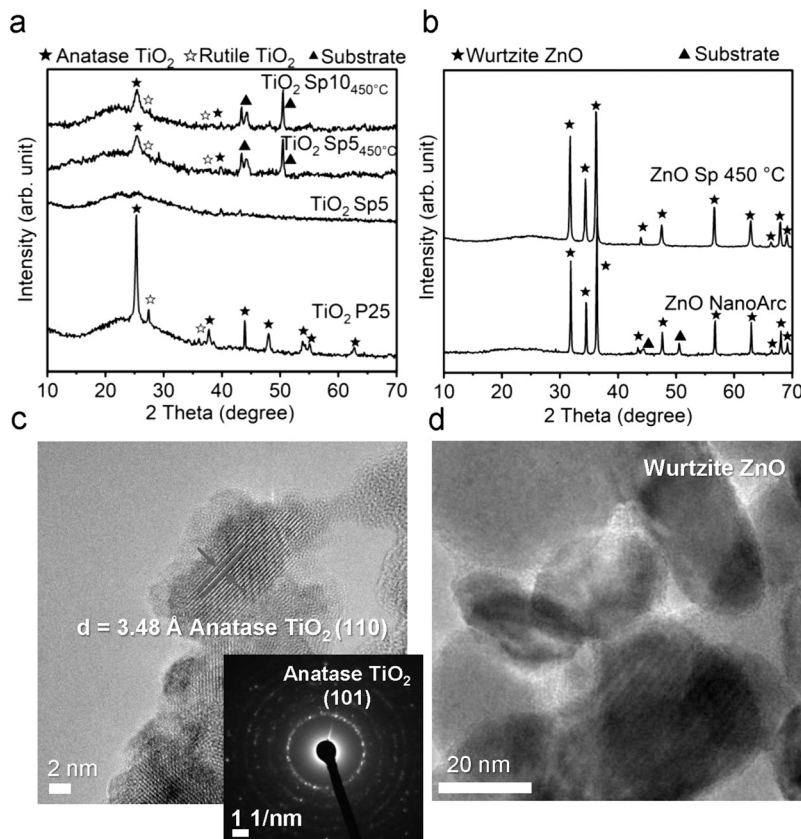 a
★Anatase TiO₂ ☆Rutile TiO₂ ▲Substrate
TiO₂ Sp10₄₅₀°C
TiO₂ Sp5₄₅₀°C
TiO₂ Sp5
TiO₂ P25
Intensity (arb. unit)
10 20 30 40 50 60 70
2 Theta (degree)
b
★Wurtzite ZnO ▲Substrate
ZnO Sp 450 °C
ZnO NanoArc
Intensity (arb. unit)
10 20 30 40 50 60 70
2 Theta (degree)
c
d = 3.48 Å Anatase TiO₂ (110)
2 nm
Anatase TiO₂
(101)
1 1/nm
d
Wurtzite ZnO
20 nm